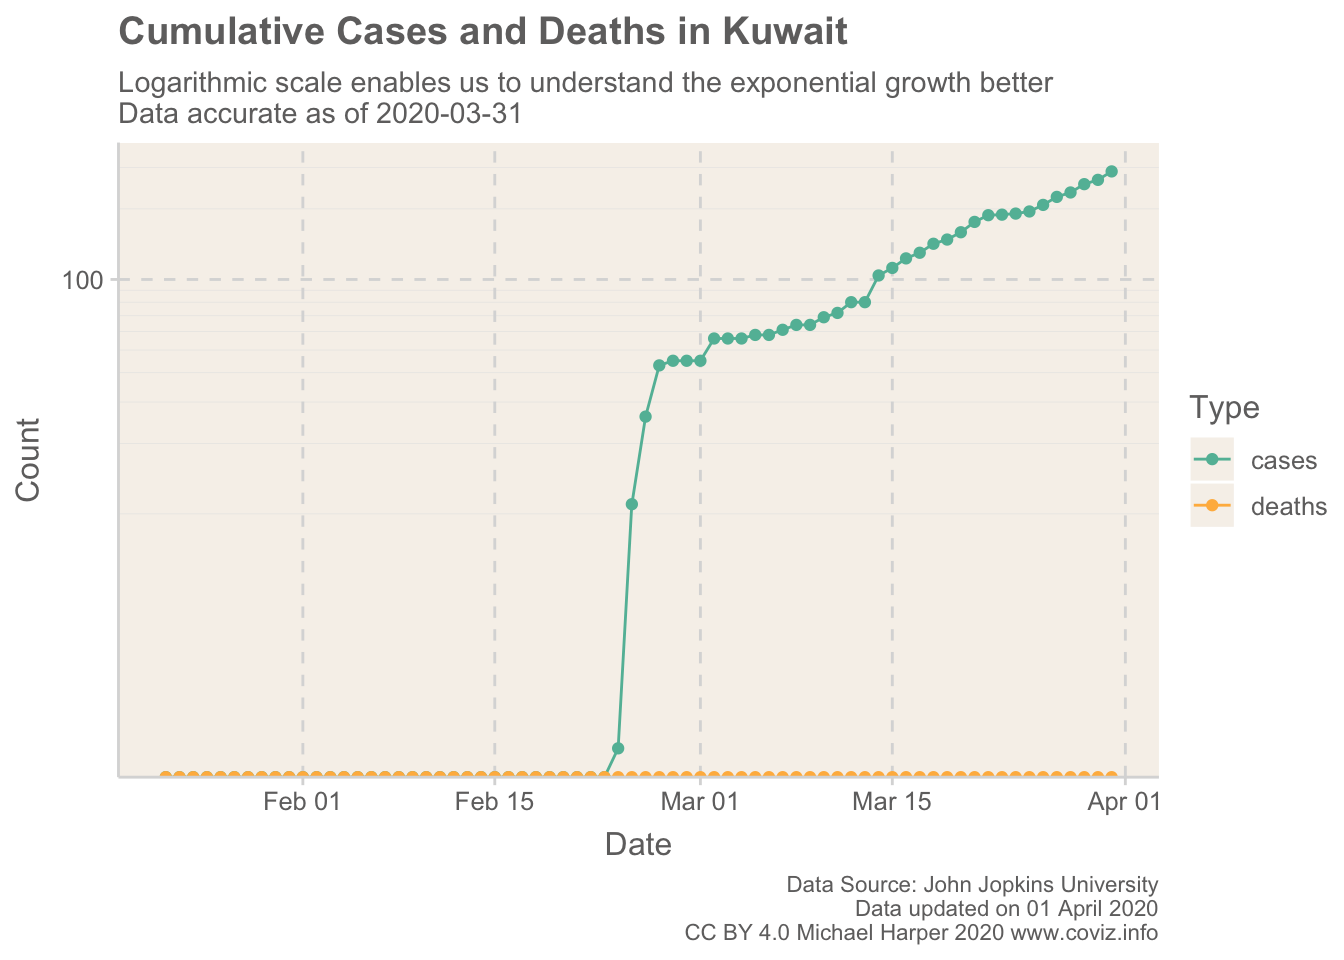 Cumulative Cases and Deaths in Kuwait
Logarithmic scale enables us to understand the exponential growth better
Data accurate as of 2020-03-31
100
Count
Feb 01
Feb 15
Mar 01
Mar 15
Apr 01
Date
Type
cases
deaths
Data Source: John Jopkins University
Data updated on 01 April 2020
CC BY 4.0 Michael Harper 2020 www.coviz.info